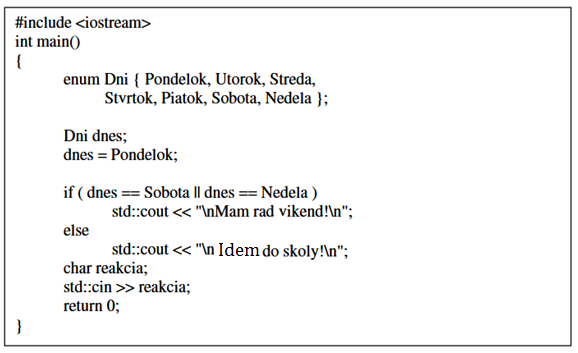 #include <iostream>
int main()
{
enum Dni { Pondelok, Utorok, Streda,
Stvrtok, Piatok, Sobota, Nedela };
Dni dnes;
dnes = Pondelok;
if ( dnes == Sobota || dnes == Nedela )
std::cout << "\nMam rad vikend!\n";
else
std::cout << "\n Idem do skoly!\n";
char reakcia;
std::cin >> reakcia;
return 0;
}